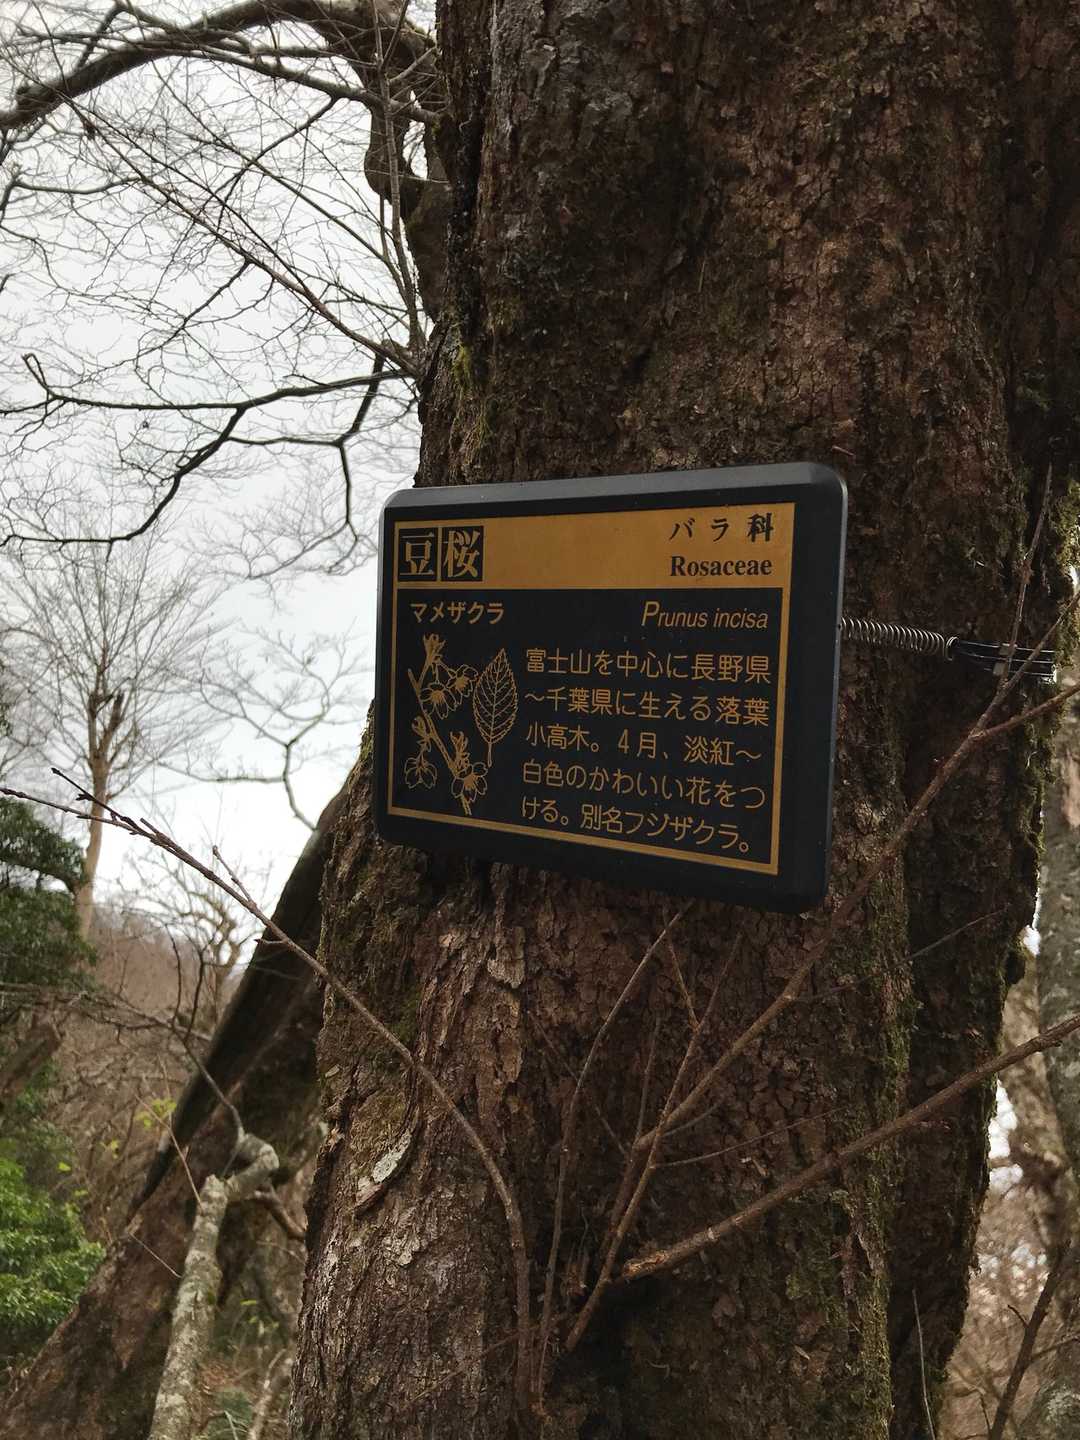 豆桜
バラ科
Rosaceae
マメザクラ
Prunus incisa
富士山を中心に長野県
〜千葉県に生える落葉
小高木。4月、淡紅〜
白色のかわいい花をつ
ける。別名フジザクラ。